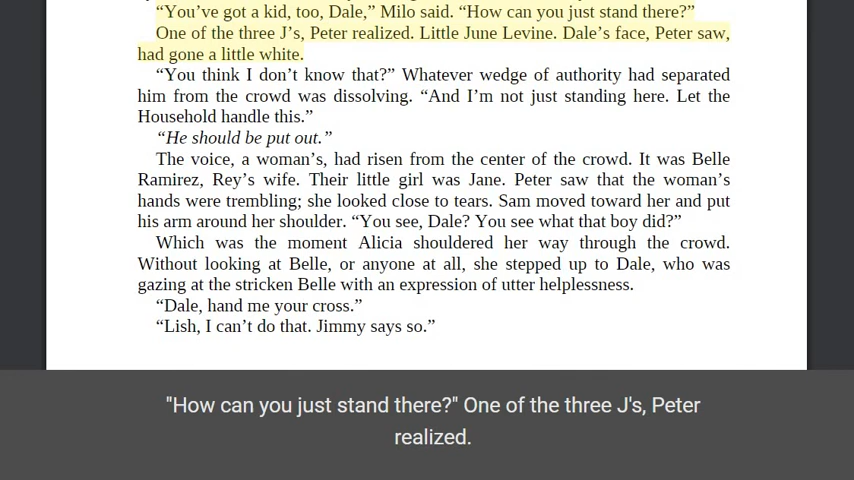 “You’ve got a kid, too, Dale,” Milo said. “How can you just stand there?”
One of the three J’s, Peter realized. Little June Levine. Dale’s face, Peter saw,
had gone a little white.
“You think I don’t know that?” Whatever wedge of authority had separated
him from the crowd was dissolving. “And I’m not just standing here. Let the
Household handle this.”
“He should be put out.”
The voice, a woman’s, had risen from the center of the crowd. It was Belle
Ramirez, Rey’s wife. Their little girl was Jane. Peter saw that the woman’s
hands were trembling; she looked close to tears. Sam moved toward her and put
his arm around her shoulder. “You see, Dale? You see what that boy did?”
Which was the moment Alicia shouldered her way through the crowd.
Without looking at Belle, or anyone at all, she stepped up to Dale, who was
gazing at the stricken Belle with an expression of utter helplessness.
“Dale, hand me your cross.”
“Lish, I can’t do that. Jimmy says so.”
"How can you just stand there?" One of the three J's, Peter
realized.